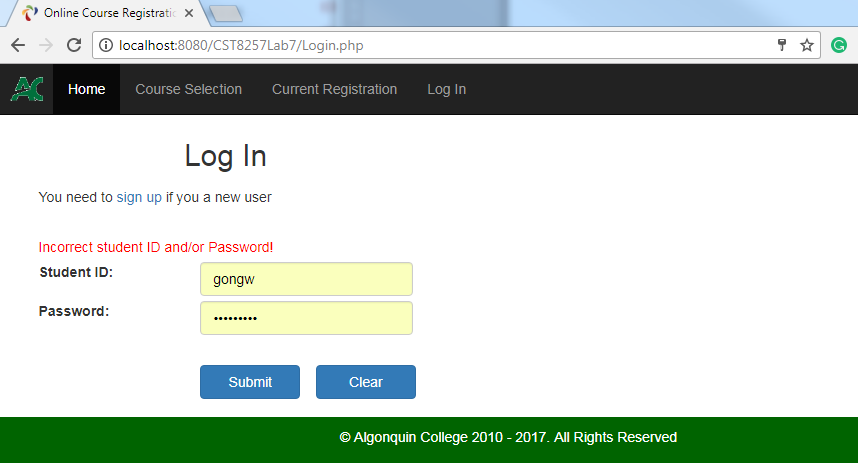 Online Course Registratic
localhost:8080/CST8257Lab7/Login.php
AC Home Course Selection Current Registration Log In
Log In
You need to sign up if you a new user
Incorrect student ID and/or Password!
Student ID: gongw
Password: •••••••••
Submit Clear
© Algonquin College 2010 - 2017. All Rights Reserved